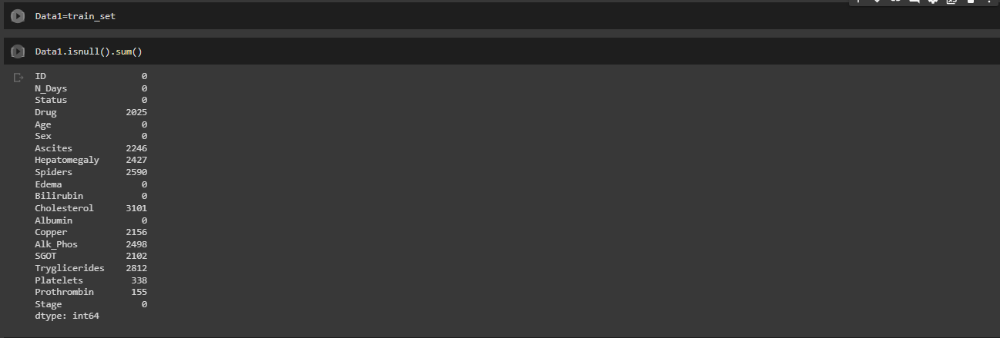 Data1=train_set
Data1.isnull().sum()
ID 0
N_Days 0
Status 0
Drug 2025
Age 0
Sex 0
Ascites 2246
Hepatomegaly 2427
Spiders 2590
Edema 0
Bilirubin 0
Cholesterol 3101
Albumin 0
Copper 2156
Alk_Phos 2498
SGOT 2102
Tryglicerides 2812
Platelets 338
Prothrombin 155
Stage 0
dtype: int64